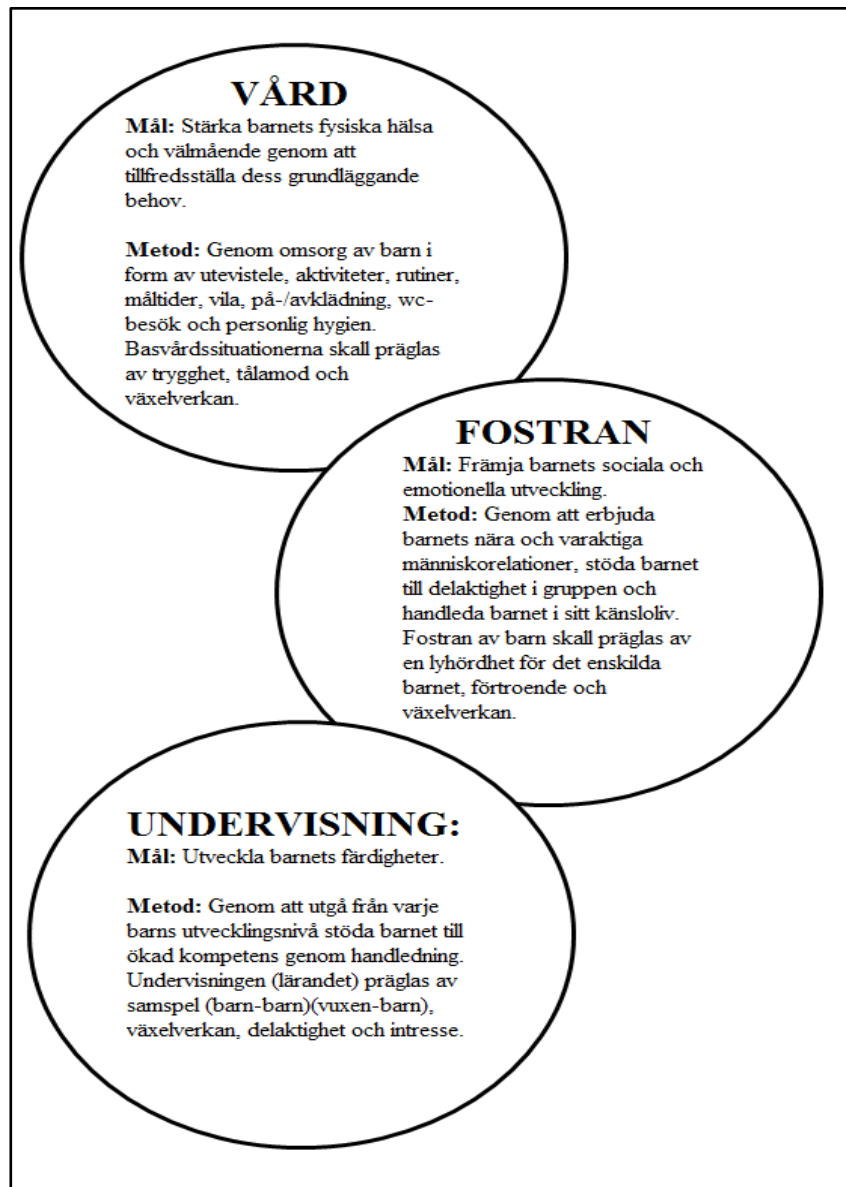 VÅRD
Mål: Stärka barnets fysiska hälsa
och välmående genom att
tillfredsställa dess grundläggande
behov.
Metod: Genom omsorg av barn i
form av utevistele, aktiviteter, rutiner,
måltider, vila, på-/avklädning, wc-
besök och personlig hygien.
Basvårdssituationerna skall präglas
av trygghet, tålamod och
växelverkan.
FOSTRAN
Mål: Främja barnets sociala och
emotionella utveckling.
Metod: Genom att erbjuda
barnets nära och varaktiga
människorelationer, stöda barnet
till delaktighet i gruppen och
handleda barnet i sitt känsloliv.
Fostran av barn skall präglas av
en lyhördhet för det enskilda
barnet, förtroende och
växelverkan.
UNDERVISNING:
Mål: Utveckla barnets färdigheter.
Metod: Genom att utgå från varje
barns utvecklingsnivå stöda barnet till
ökad kompetens genom handledning.
Undervisningen (lärandet) präglas av
samspel (barn-barn)(vuxen-barn),
växelverkan, delaktighet och intresse.